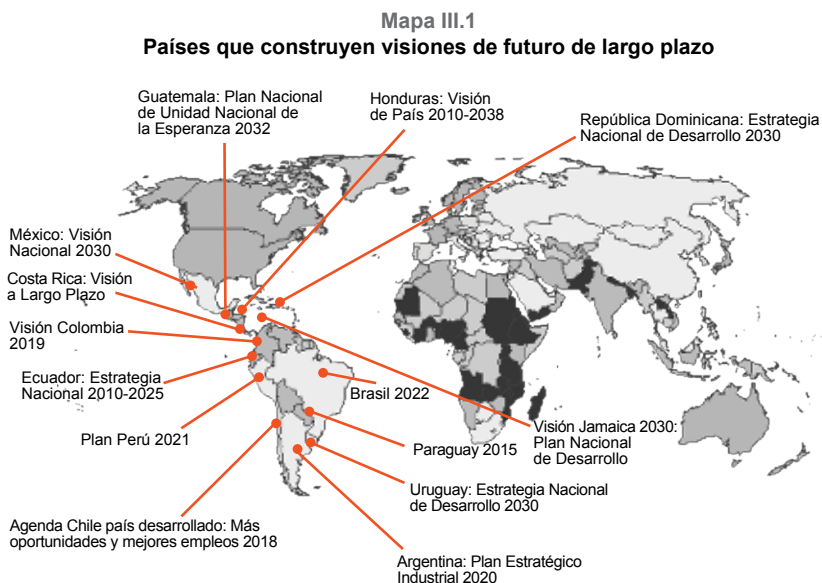 Mapa III.1
Países que construyen visiones de futuro de largo plazo
Guatemala: Plan Nacional
de Unidad Nacional de
la Esperanza 2032
Honduras: Visión
de País 2010-2038
República Dominicana: Estrategia
Nacional de Desarrollo 2030
México: Visión
Nacional 2030
Costa Rica: Visión
a Largo Plazo
Visión Colombia
2019
Ecuador: Estrategia
Nacional 2010-2025
Plan Perú 2021
Brasil 2022
Paraguay 2015
Visión Jamaica 2030:
Plan Nacional
de Desarrollo
Uruguay: Estrategia Nacional
de Desarrollo 2030
Agenda Chile país desarrollado: Más
oportunidades y mejores empleos 2018
Argentina: Plan Estratégico
Industrial 2020